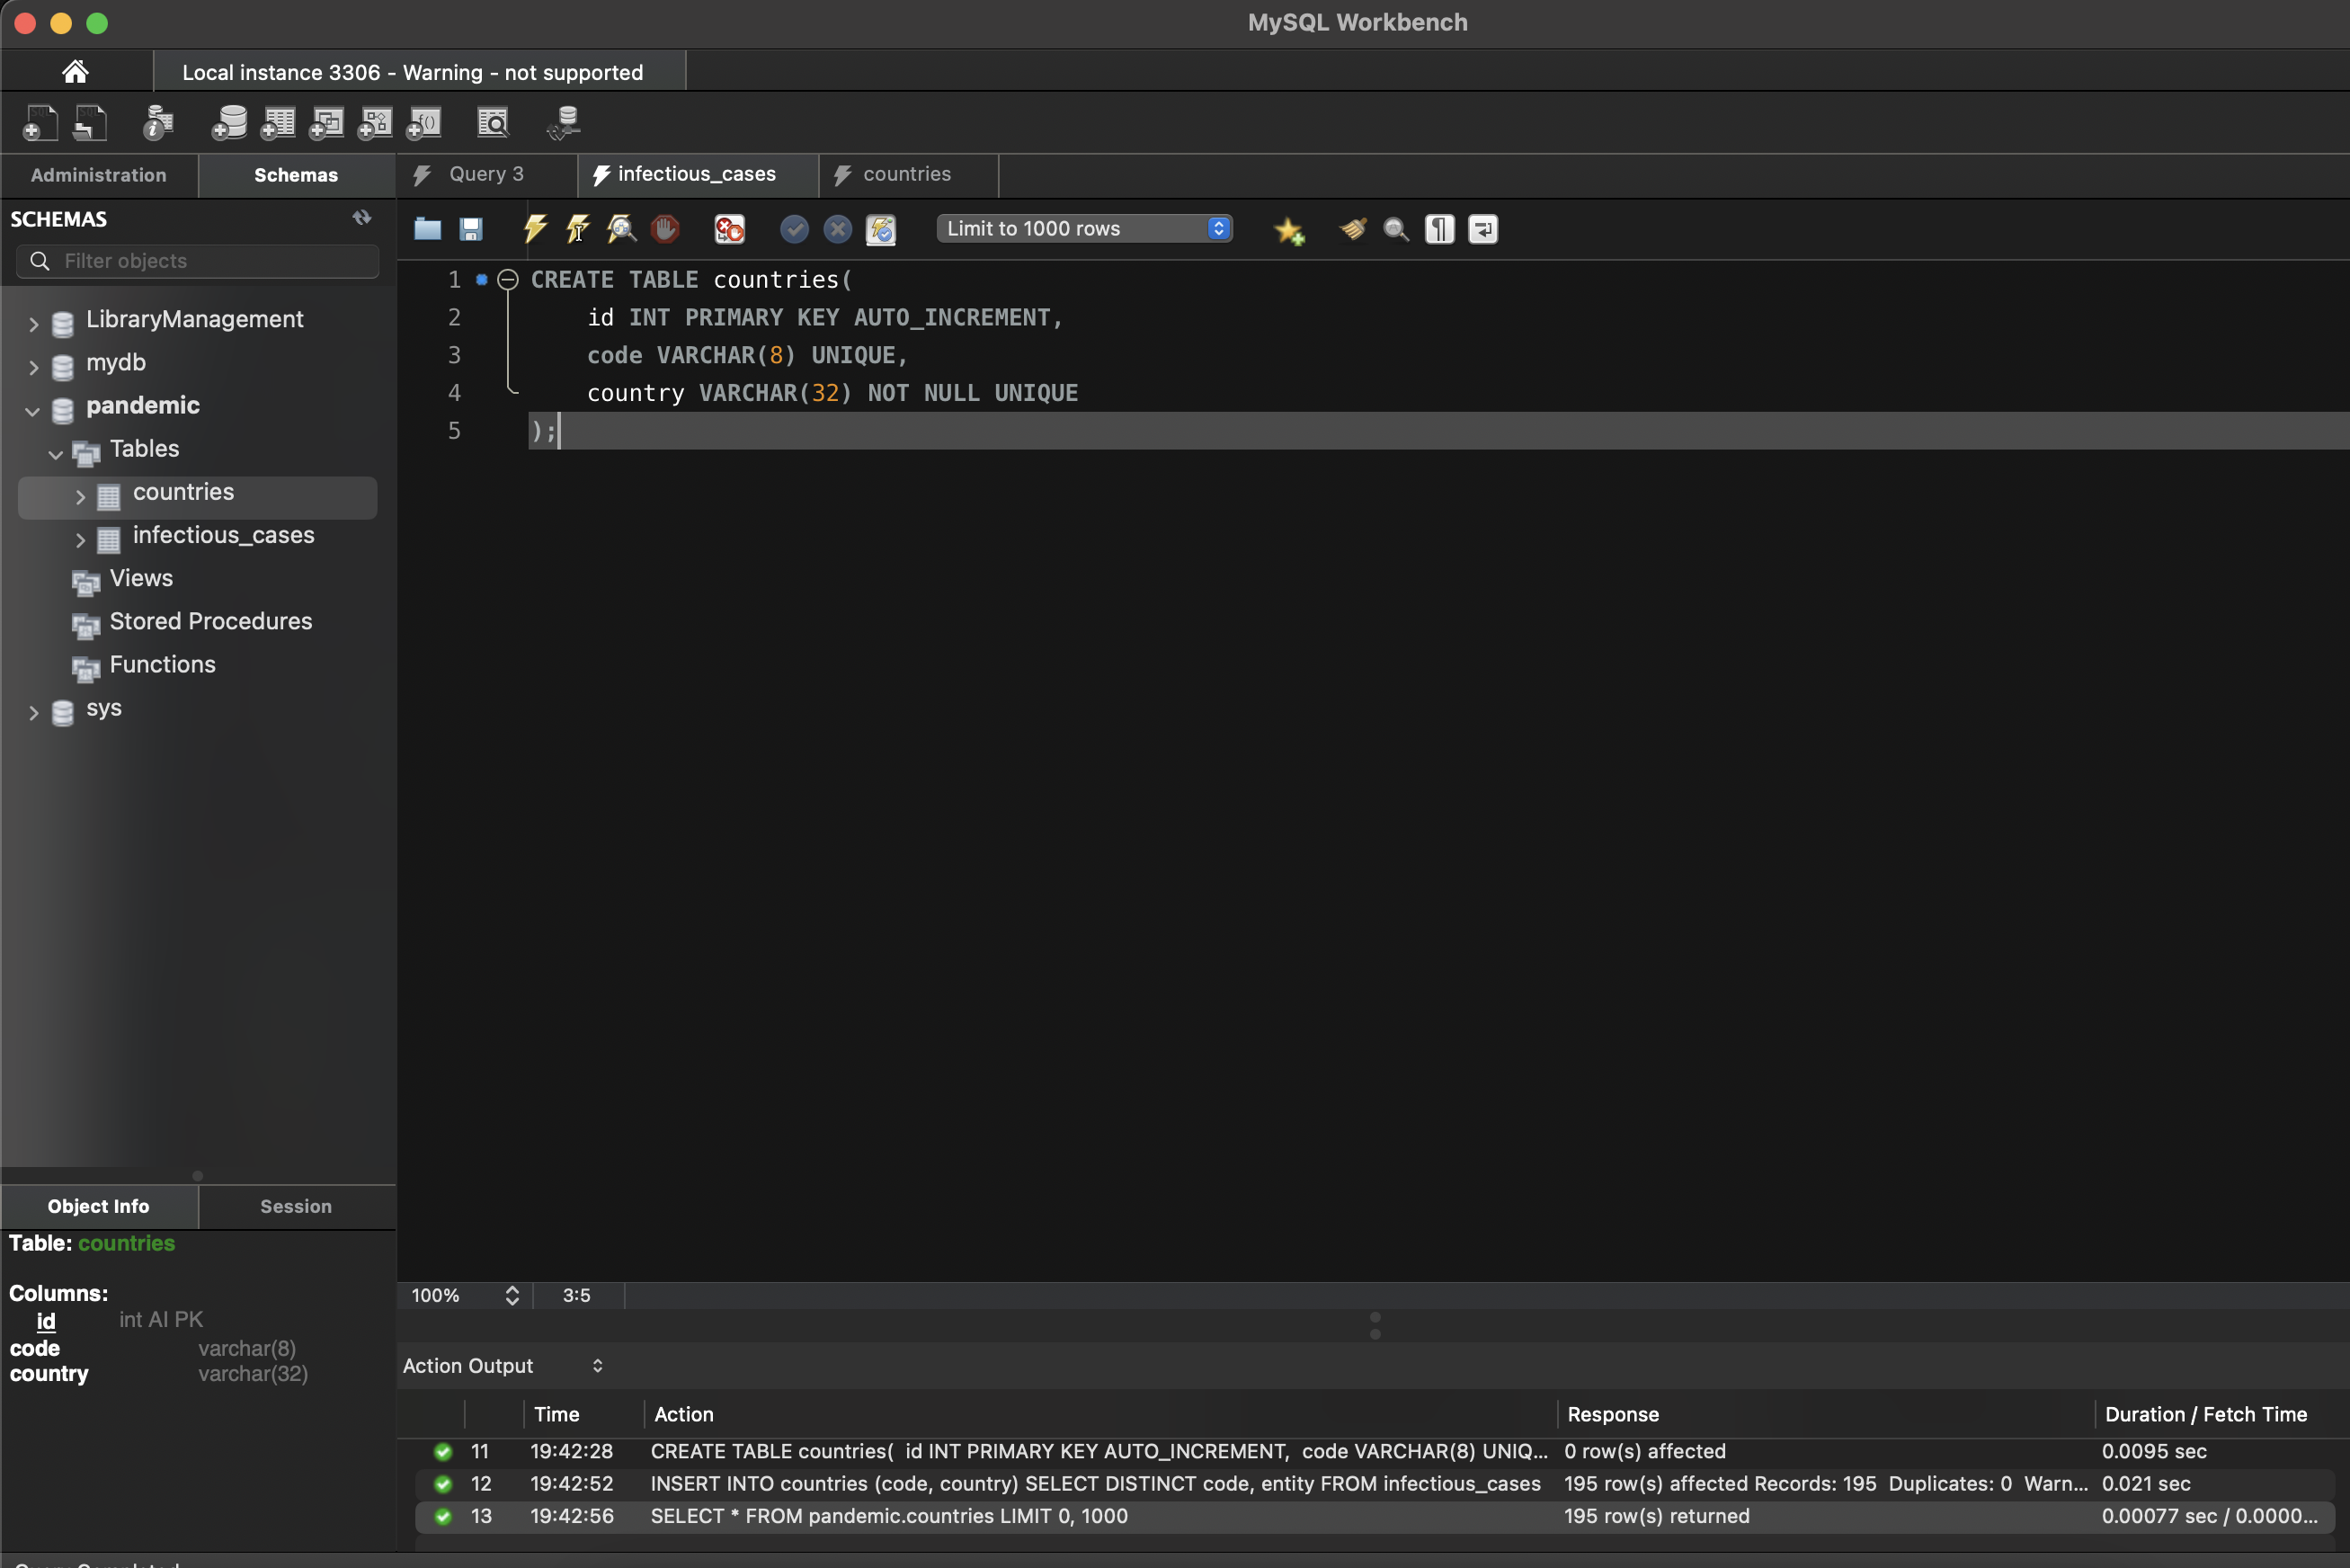 MySQL Workbench
Local instance 3306 - Warning - not supported
Administration
Schemas
Query 3
infectious_cases
countries
SCHEMAS
Filter objects
Limit to 1000 rows
LibraryManagement
mydb
pandemic
Tables
countries
infectious_cases
Views
Stored Procedures
Functions
sys
1 CREATE TABLE countries(
2 id INT PRIMARY KEY AUTO_INCREMENT,
3 code VARCHAR(8) UNIQUE,
4 country VARCHAR(32) NOT NULL UNIQUE
5 );
Object Info
Session
Table: countries
Columns:
id int AI PK
code varchar(8)
country varchar(32)
100% 3:5
Action Output
Time Action Response Duration / Fetch Time
11 19:42:28 CREATE TABLE countries( id INT PRIMARY KEY AUTO_INCREMENT, code VARCHAR(8) UNIQ... 0 row(s) affected 0.0095 sec
12 19:42:52 INSERT INTO countries (code, country) SELECT DISTINCT code, entity FROM infectious_cases 195 row(s) affected Records: 195 Duplicates: 0 Warn... 0.021 sec
13 19:42:56 SELECT * FROM pandemic.countries LIMIT 0, 1000 195 row(s) returned 0.00077 sec / 0.0000...